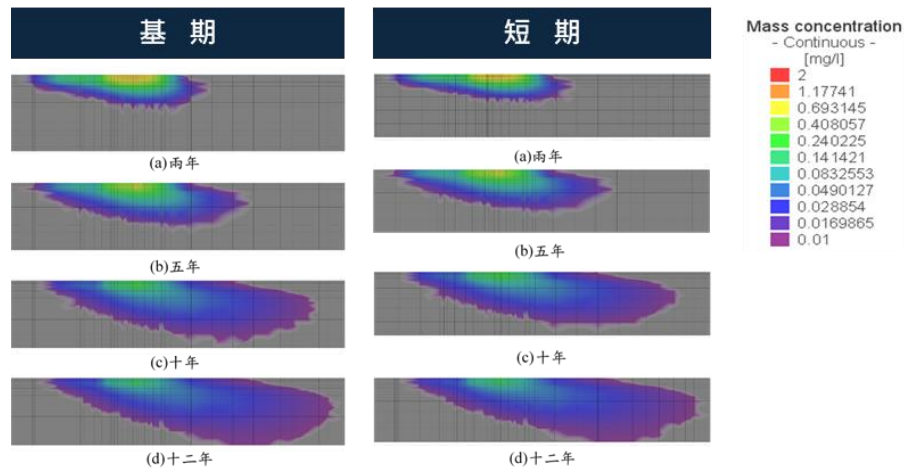 基 期
(a)兩年
(b)五年
(c)十年
(d)十二年
短 期
(a)兩年
(b)五年
(c)十年
(d)十二年
Mass concentration
- Continuous -
[mg/l]
2
1.17741
0.693145
0.408057
0.240225
0.141421
0.0832553
0.0490127
0.028854
0.0169865
0.01